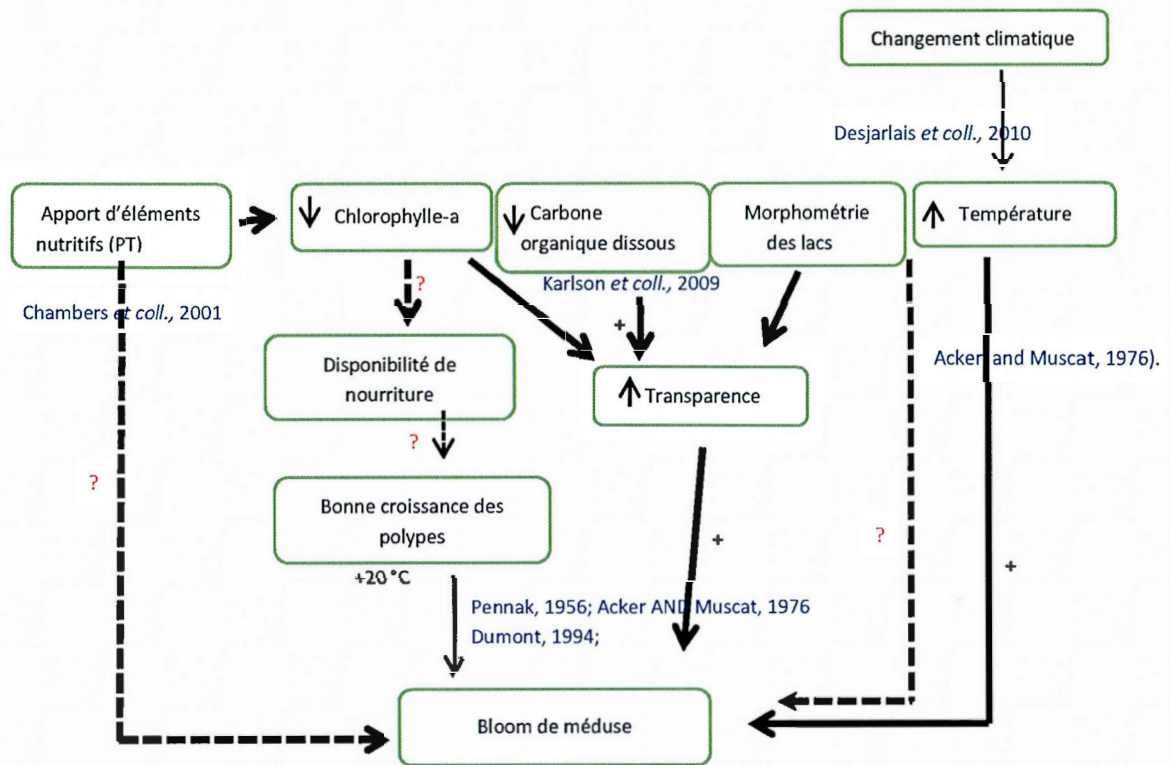 Changement climatique
Desjarlais et coll., 2010
Apport d'éléments
nutritifs (PT)
Chlorophylle-a
Carbone
organique dissous
Morphométrie
des lacs
Température
?
Karlson et coll., 2009
Chambers et coll., 2001
+
Disponibilité de
nourriture
Transparence
Acker and Muscat, 1976).
?
?
Bonne croissance des
polypes
+
?
+
+20 °C
Pennak, 1956; Acker AND Muscat, 1976
Dumont, 1994;
Bloom de méduse